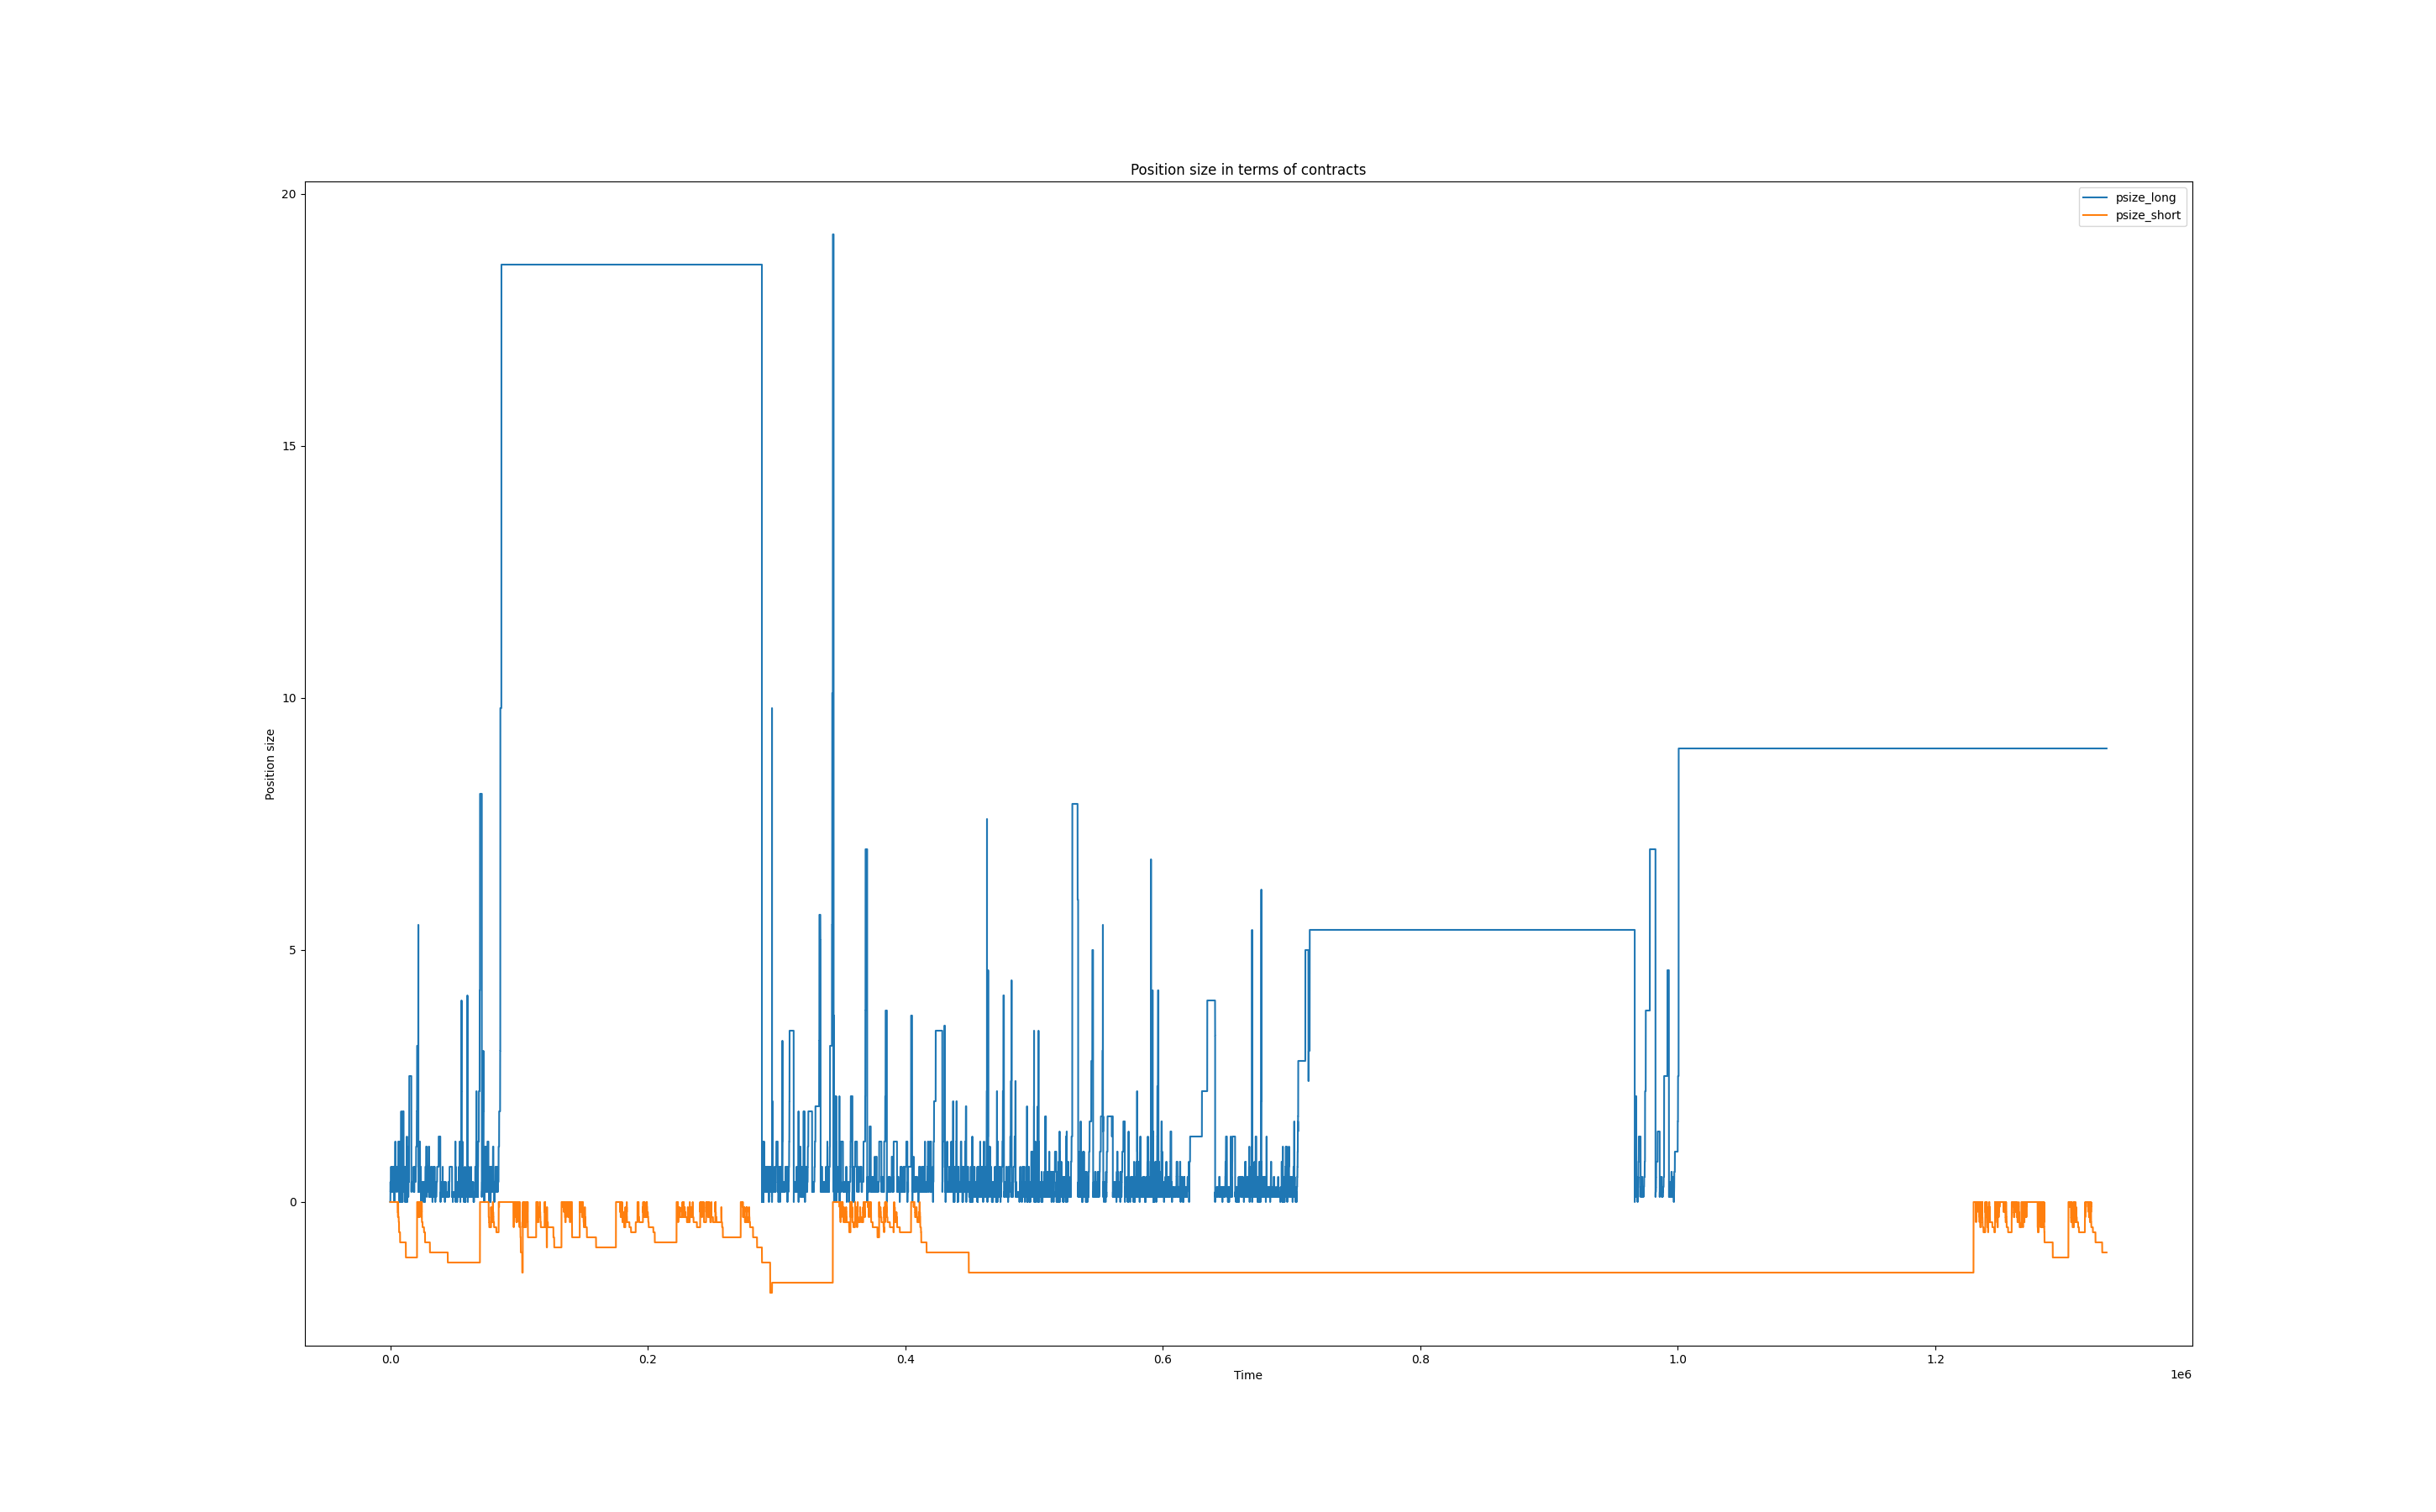 Position size in terms of contracts
psize_long
psize_short
Position size
20
15
10
5
0
0.0 0.2 0.4 0.6 0.8 1.0 1.2
1e6
Time